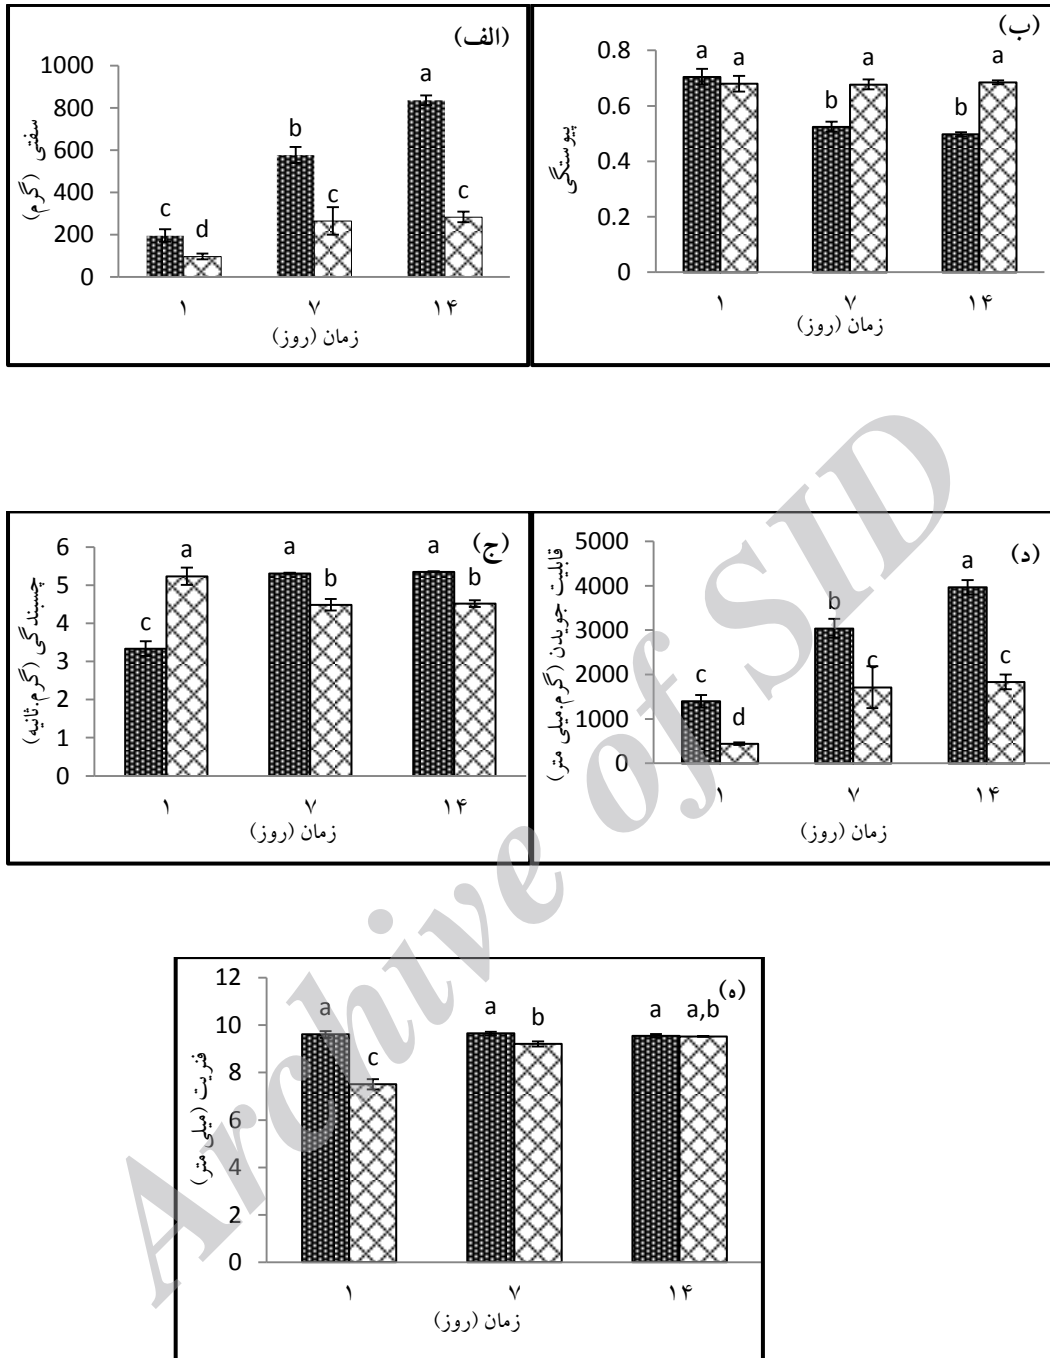 (الف)
سفتی (گرم)
1000
800
600
400
200
0
c d b c a c
۱ ۷ ۱۴
زمان (روز)
(ب)
پیوستگی
0.8
0.6
0.4
0.2
0
a a b a b a
۱ ۷ ۱۴
زمان (روز)
(ج)
چسبندگی (گرم.ثانیه)
6
5
4
3
2
1
0
c a a b a b
۱ ۷ ۱۴
زمان (روز)
(د)
قابلیت جویدن (گرم.میلی متر)
5000
4000
3000
2000
1000
0
c d b c a c
۱ ۷ ۱۴
زمان (روز)
(ه)
فنریت (میلی متر)
12
10
8
6
4
2
0
a c a b a a,b
۱ ۷ ۱۴
زمان (روز)
Archive of SID